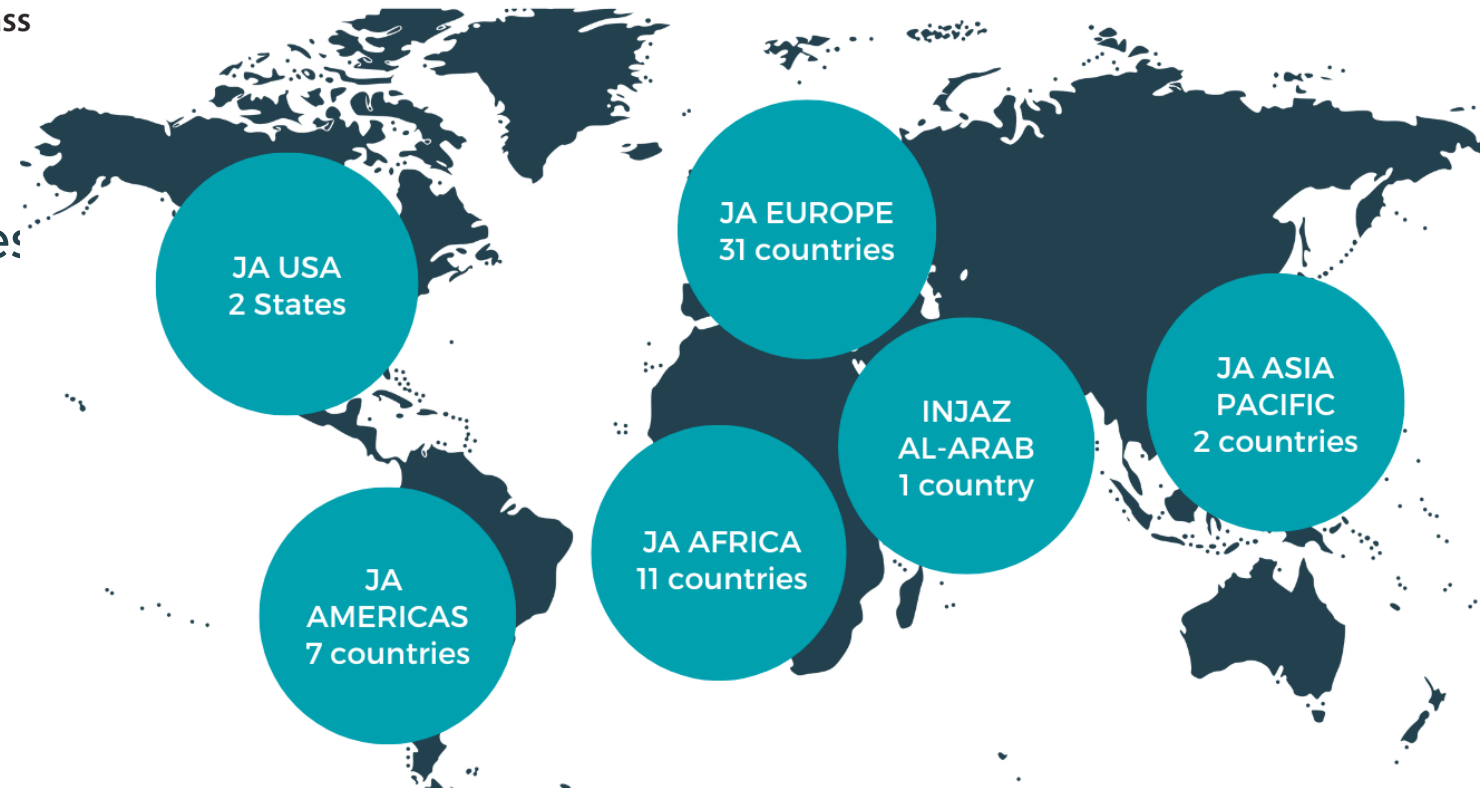 JA USA
2 States
JA EUROPE
31 countries
JA ASIA
PACIFIC
2 countries
INJAZ
AL-ARAB
1 country
JA AFRICA
11 countries
JA
AMERICAS
7 countries